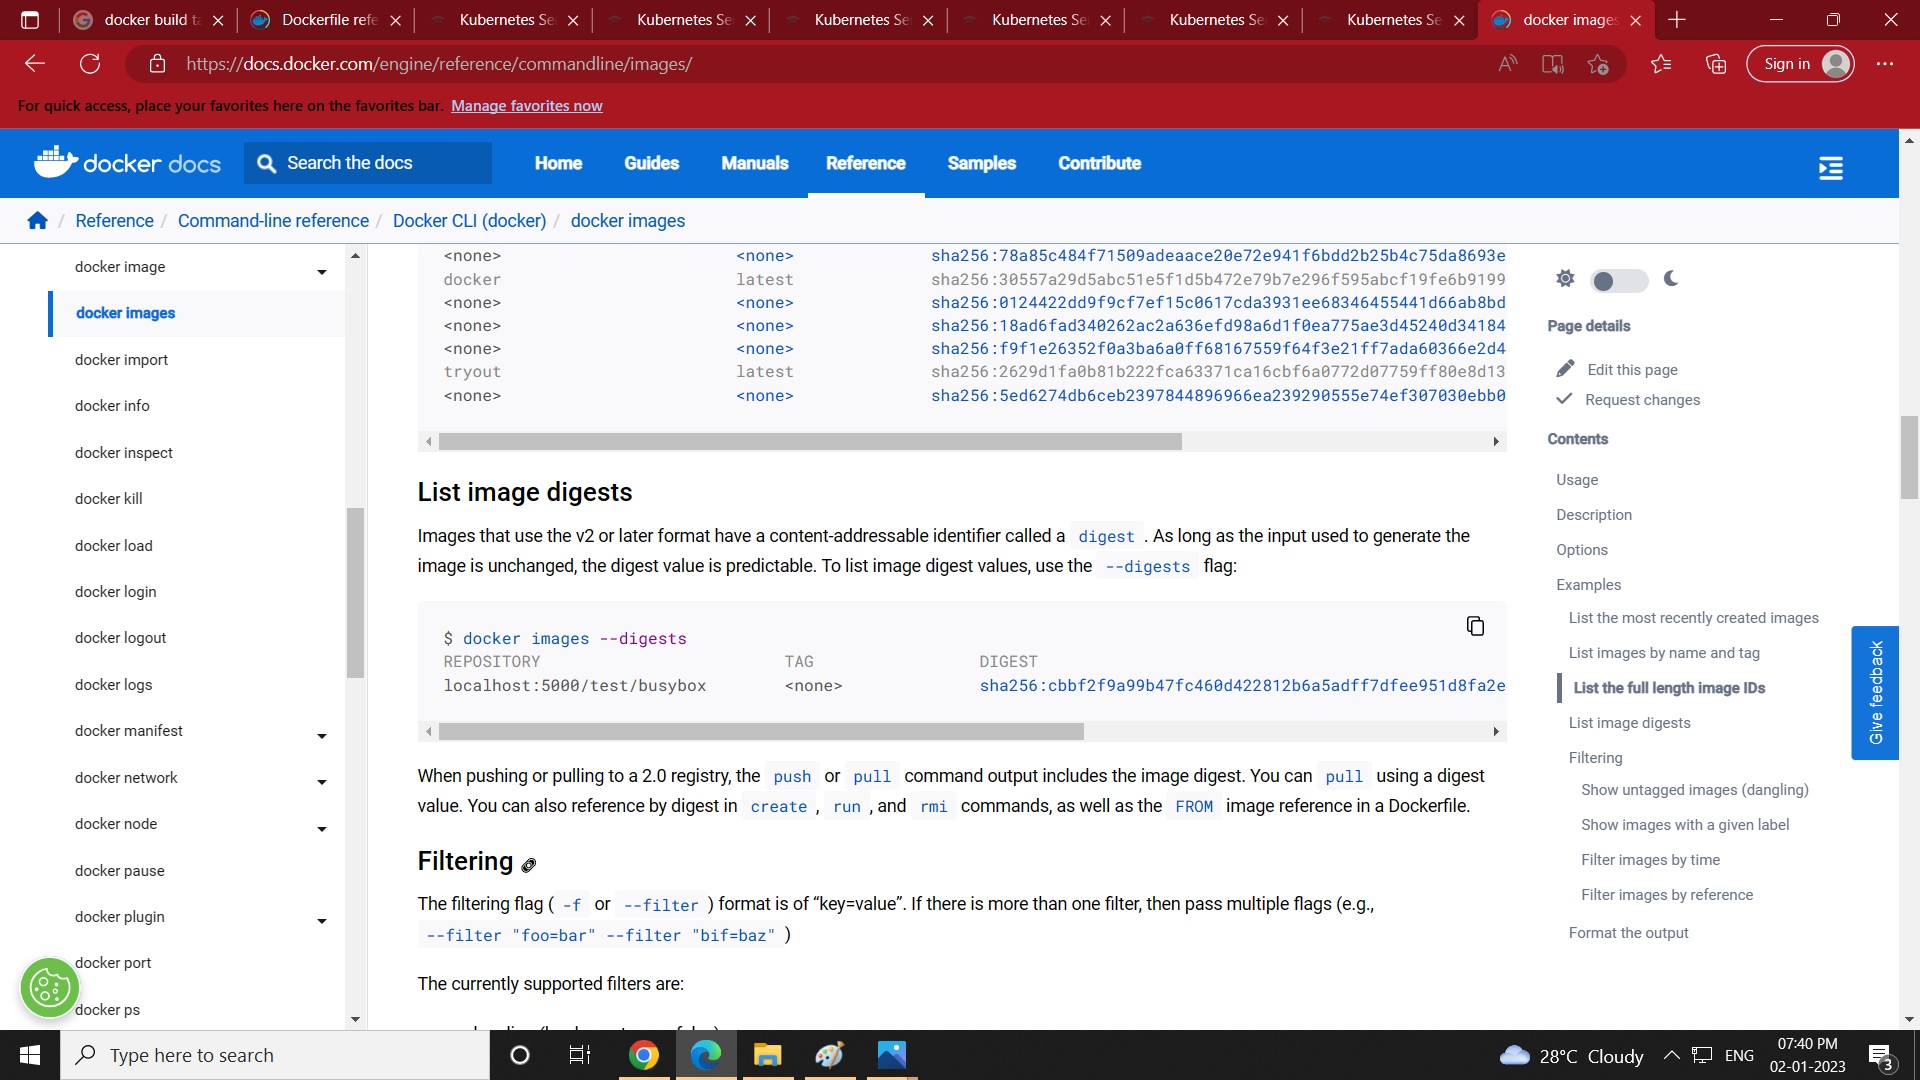 docker build ta
Dockerfile refe
Kubernetes Se
Kubernetes Se
Kubernetes Se
Kubernetes Se
Kubernetes Se
Kubernetes Se
docker images
https://docs.docker.com/engine/reference/commandline/images/
Sign in
For quick access, place your favorites here on the favorites bar. Manage favorites now
docker docs
Search the docs
Home
Guides
Manuals
Reference
Samples
Contribute
/ Reference / Command-line reference / Docker CLI (docker) / docker images
docker image
docker images
docker import
docker info
docker inspect
docker kill
docker load
docker login
docker logout
docker logs
docker manifest
docker network
docker node
docker pause
docker plugin
docker port
docker ps
<none> <none> sha256:78a85c484f71509adeaace20e72e941f6bdd2b25b4c75da8693e
docker latest sha256:30557a29d5abc51e5f1d5b472e79b7e296f595abcf19fe6b9199
<none> <none> sha256:0124422dd9f9cf7ef15c0617cda3931ee68346455441d66ab8bd
<none> <none> sha256:18ad6fad340262ac2a636efd98a6d1f0ea775ae3d45240d34184
<none> <none> sha256:f9f1e26352f0a3ba6a0ff68167559f64f3e21ff7ada60366e2d4
tryout latest sha256:2629d1fa0b81b222fca63371ca16cbf6a0772d07759ff80e8d13
<none> <none> sha256:5ed6274db6ceb2397844896966ea239290555e74ef307030ebb0
List image digests
Images that use the v2 or later format have a content-addressable identifier called a digest . As long as the input used to generate the
image is unchanged, the digest value is predictable. To list image digest values, use the --digests flag:
$ docker images --digests
REPOSITORY TAG DIGEST
localhost:5000/test/busybox <none> sha256:cbbf2f9a99b47fc460d422812b6a5adff7dfee951d8fa2e
When pushing or pulling to a 2.0 registry, the push or pull command output includes the image digest. You can pull using a digest
value. You can also reference by digest in create , run , and rmi commands, as well as the FROM image reference in a Dockerfile.
Filtering
The filtering flag ( -f or --filter ) format is of “key=value”. If there is more than one filter, then pass multiple flags (e.g.,
--filter "foo=bar" --filter "bif=baz" )
The currently supported filters are:
Page details
Edit this page
Request changes
Contents
Usage
Description
Options
Examples
List the most recently created images
List images by name and tag
List the full length image IDs
List image digests
Filtering
Show untagged images (dangling)
Show images with a given label
Filter images by time
Filter images by reference
Format the output
Give feedback
Type here to search
28°C Cloudy
ENG
07:40 PM
02-01-2023
3